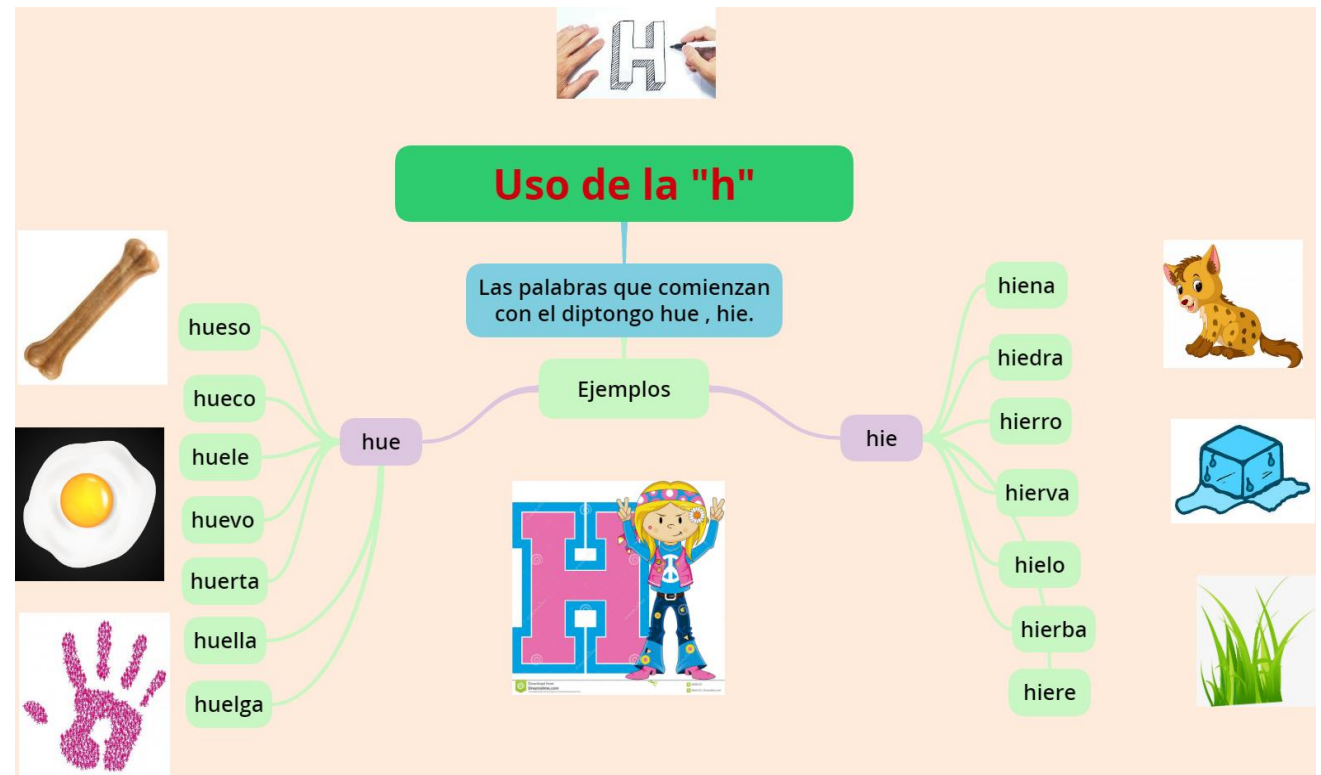 Uso de la "h"
Las palabras que comienzan
con el diptongo hue , hie.
Ejemplos
hue
hueso
hueco
huele
huevo
huerta
huella
huelga
hie
hiena
hiedra
hierro
hierva
hielo
hierba
hiere